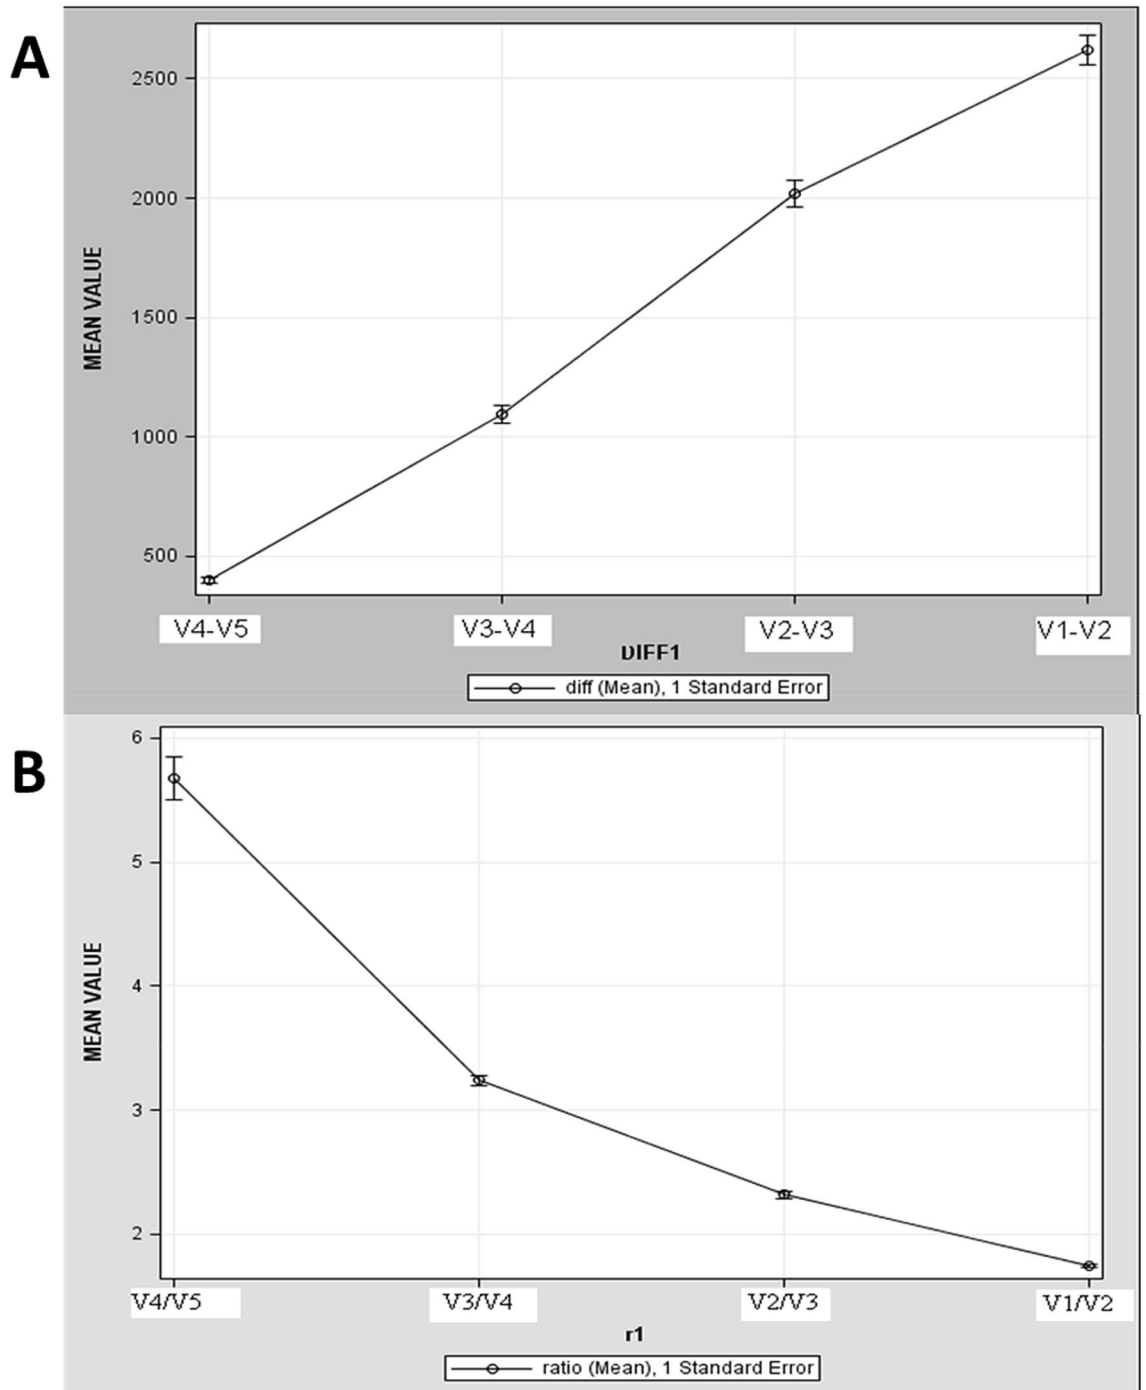 A
2500
2000
1500
1000
500
MEAN VALUE
V4-V5 V3-V4 V2-V3 V1-V2
DIFF1
diff (Mean), 1 Standard Error
B
6
5
4
3
2
MEAN VALUE
V4/V5 V3/V4 V2/V3 V1/V2
r1
ratio (Mean), 1 Standard Error